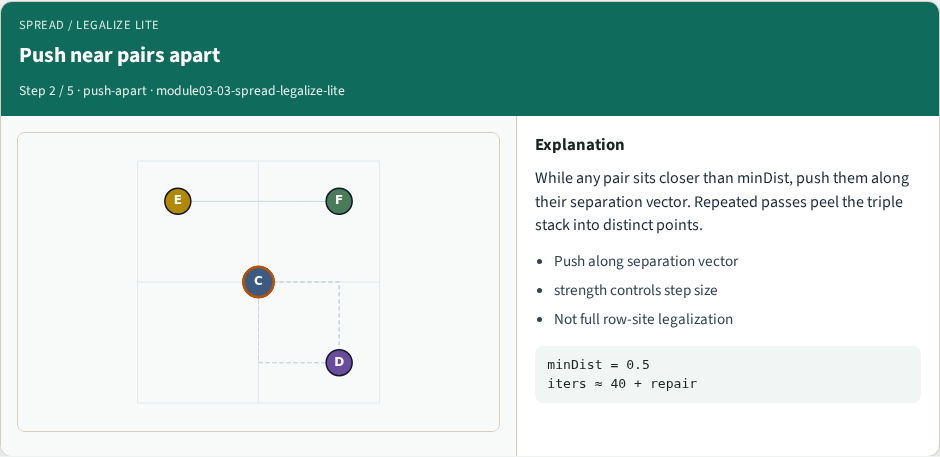 SPREAD / LEGALIZE LITE
Push near pairs apart
Step 2 / 5 · push-apart · module03-03-spread-legalize-lite
E
F
C
D
Explanation
While any pair sits closer than minDist, push them along
their separation vector. Repeated passes peel the triple
stack into distinct points.
• Push along separation vector
• strength controls step size
• Not full row-site legalization
minDist = 0.5
iters ≈ 40 + repair